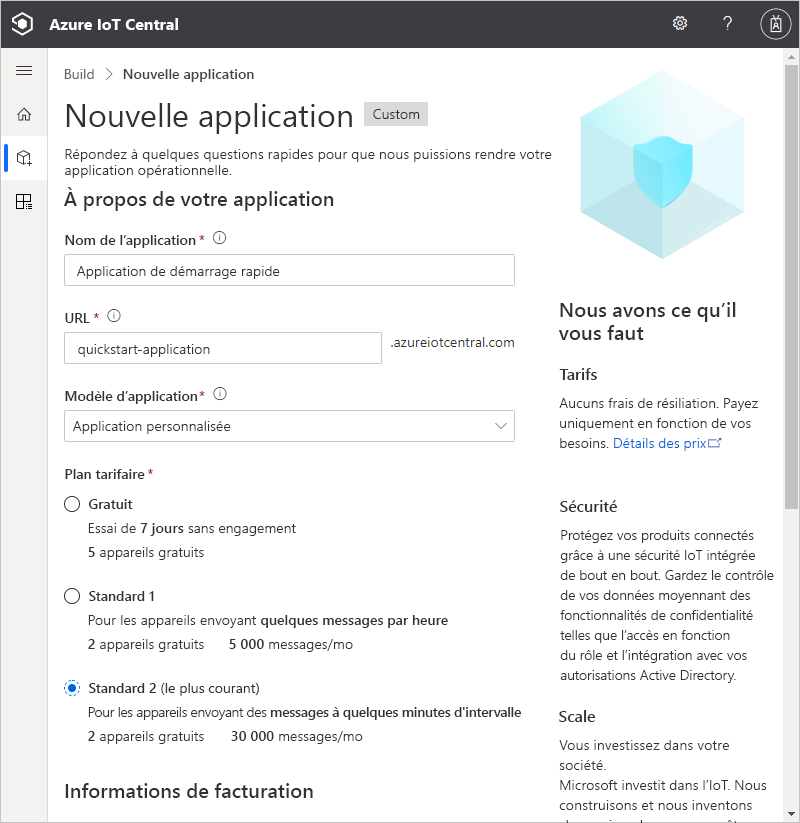 Azure IoT Central
?
Build > Nouvelle application
Nouvelle application
Custom
Répondez à quelques questions rapides pour que nous puissions rendre votre
application opérationnelle.
À propos de votre application
Nom de l'application *
Application de démarrage rapide
URL *
quickstart-application
.azureiotcentral.com
Modèle d'application*
Application personnalisée
Plan tarifaire *
Gratuit
Essai de 7 jours sans engagement
5 appareils gratuits
Standard 1
Pour les appareils envoyant quelques messages par heure
2 appareils gratuits 5 000 messages/mo
Standard 2 (le plus courant)
Pour les appareils envoyant des messages à quelques minutes d'intervalle
2 appareils gratuits 30 000 messages/mo
Informations de facturation
Nous avons ce qu'il
vous faut
Tarifs
Aucuns frais de résiliation. Payez
uniquement en fonction de vos
besoins. Détails des prix
Sécurité
Protégez vos produits connectés
grâce à une sécurité IoT intégrée
de bout en bout. Gardez le contrôle
de vos données moyennant des
fonctionnalités de confidentialité
telles que l'accès en fonction
du rôle et l'intégration avec vos
autorisations Active Directory.
Scale
Vous investissez dans votre
société.
Microsoft investit dans l'IoT. Nous
construisons et nous inventons